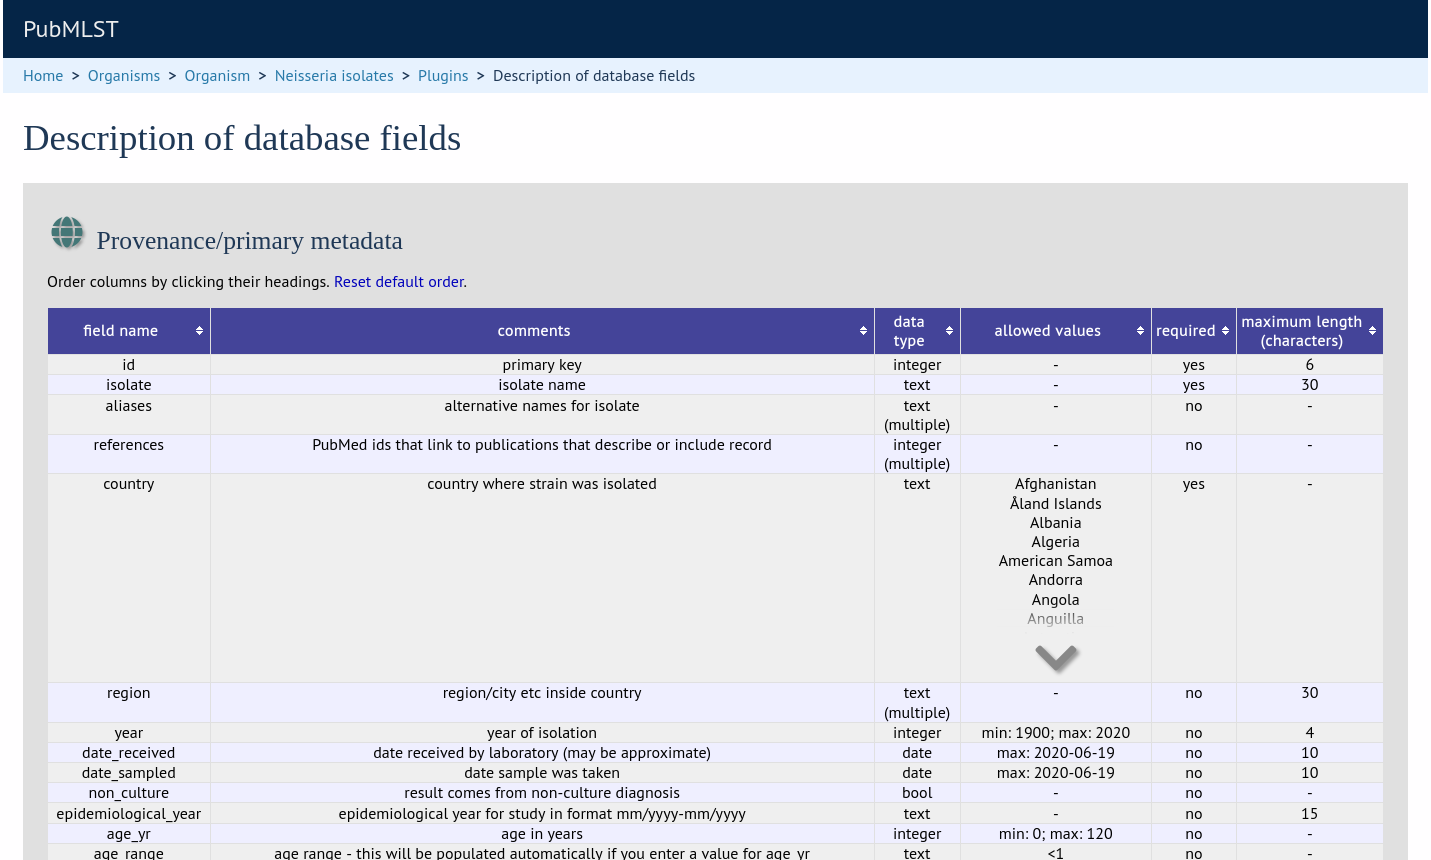 PubMLST
Home > Organisms > Organism > Neisseria isolates > Plugins > Description of database fields
Description of database fields
Provenance/primary metadata
Order columns by clicking their headings. Reset default order.
field name comments data type allowed values required maximum length (characters)
id primary key integer - yes 6
isolate isolate name text - yes 30
aliases alternative names for isolate text (multiple) - no -
references PubMed ids that link to publications that describe or include record integer (multiple) - no -
country country where strain was isolated text Afghanistan yes -
Åland Islands
Albania
Algeria
American Samoa
Andorra
Angola
Anguilla
region region/city etc inside country text (multiple) - no 30
year year of isolation integer min: 1900; max: 2020 no 4
date_received date received by laboratory (may be approximate) date max: 2020-06-19 no 10
date_sampled date sample was taken date max: 2020-06-19 no 10
non_culture result comes from non-culture diagnosis bool - no -
epidemiological_year epidemiological year for study in format mm/yyyy-mm/yyyy text - no 15
age_yr age in years integer min: 0; max: 120 no -
age_range age range - this will be populated automatically if you enter a value for age_yr text <1 no -